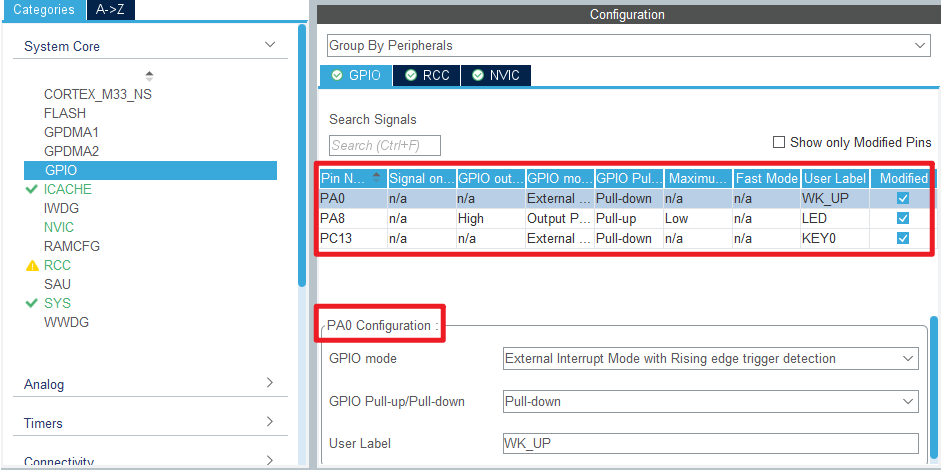 Categories A->Z
System Core
CORTEX_M33_NS
FLASH
GPDMA1
GPDMA2
GPIO
ICACHE
IWDG
NVIC
RAMCFG
RCC
SAU
SYS
WWDG
Analog
Timers
Connectivity
Configuration
Group By Peripherals
GPIO RCC NVIC
Search Signals
Search (Ctrl+F)
Show only Modified Pins
Pin N... Signal on... GPIO out... GPIO mo... GPIO Pul... Maximu... Fast Mode User Label Modified
PA0 n/a n/a External ... Pull-down n/a n/a WK_UP
PA8 n/a High Output P... Pull-up Low n/a LED
PC13 n/a n/a External ... Pull-down n/a n/a KEY0
PA0 Configuration :
GPIO mode External Interrupt Mode with Rising edge trigger detection
GPIO Pull-up/Pull-down Pull-down
User Label WK_UP